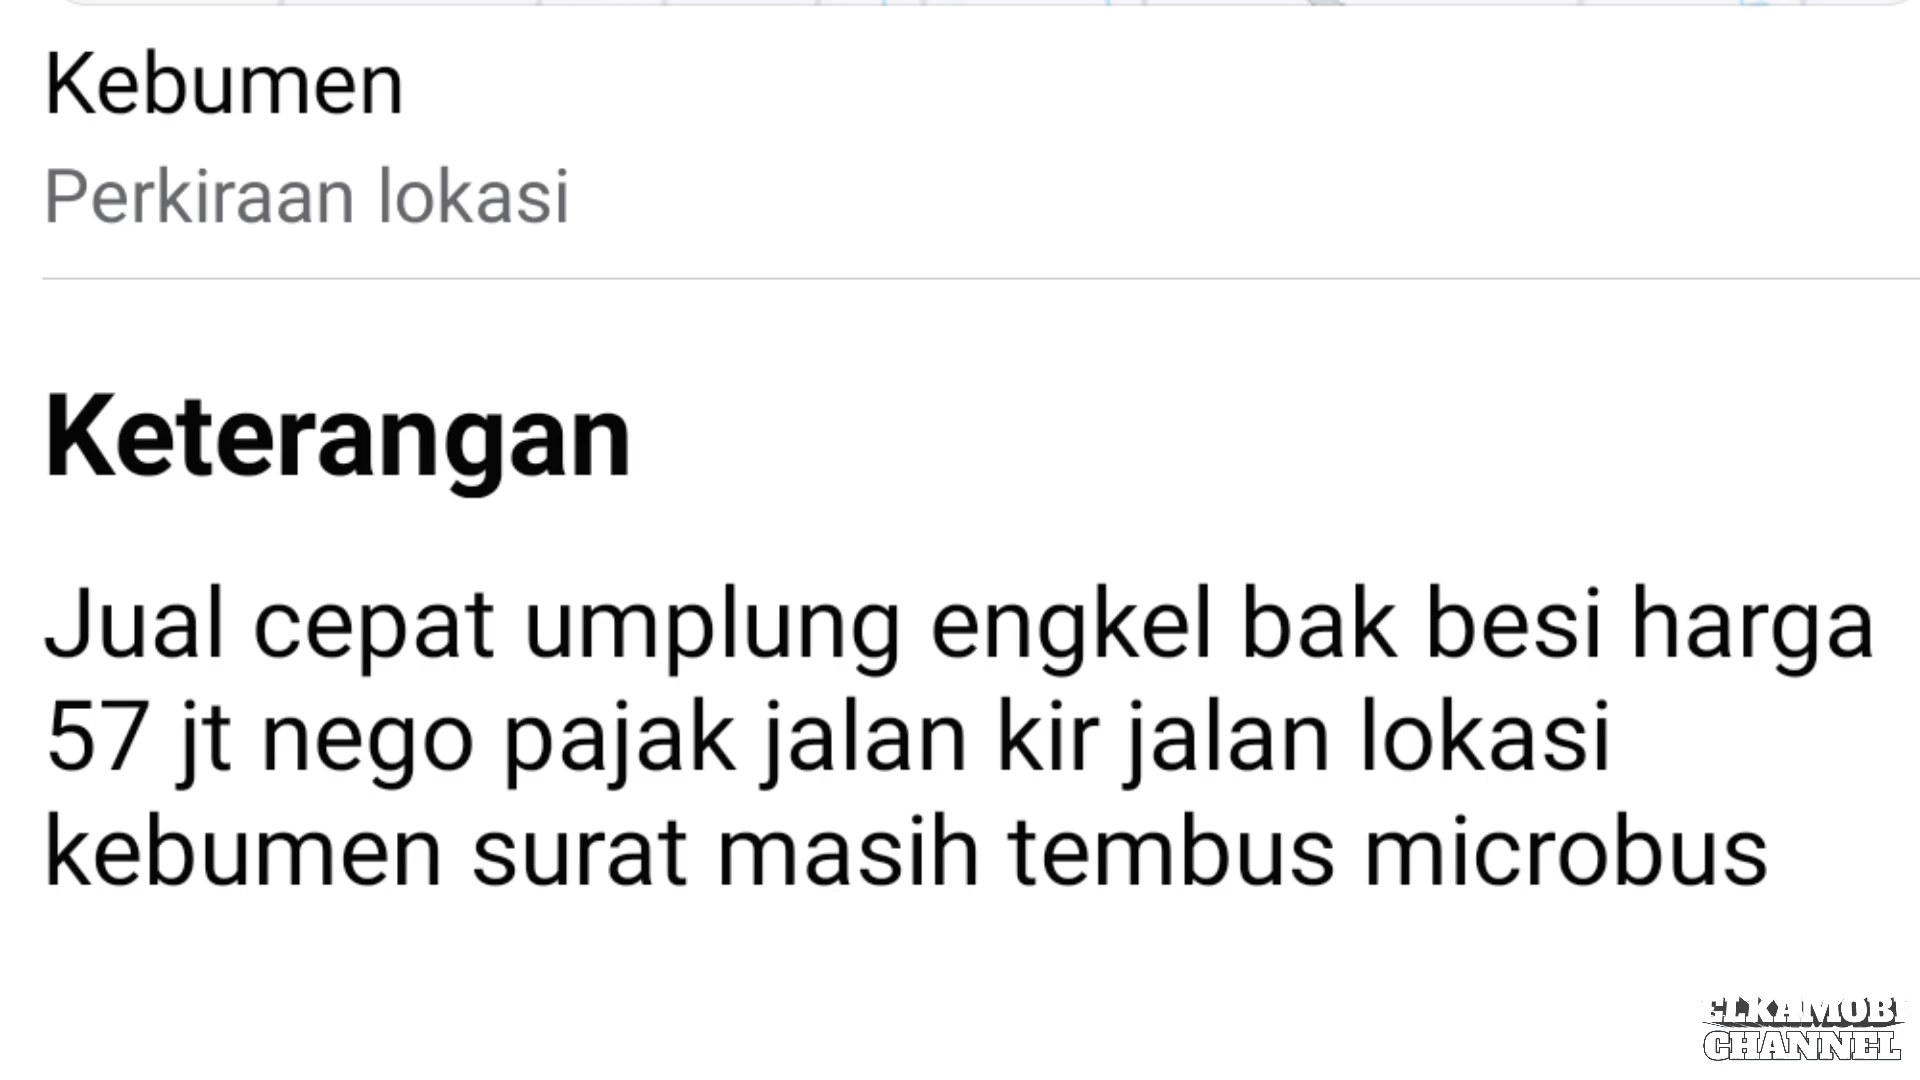 Kebumen
Perkiraan lokasi
Keterangan
Jual cepat umplung engkel bak besi harga
57 jt nego pajak jalan kir jalan lokasi
kebumen surat masih tembus microbus
ELKAMOBI
CHANNEL